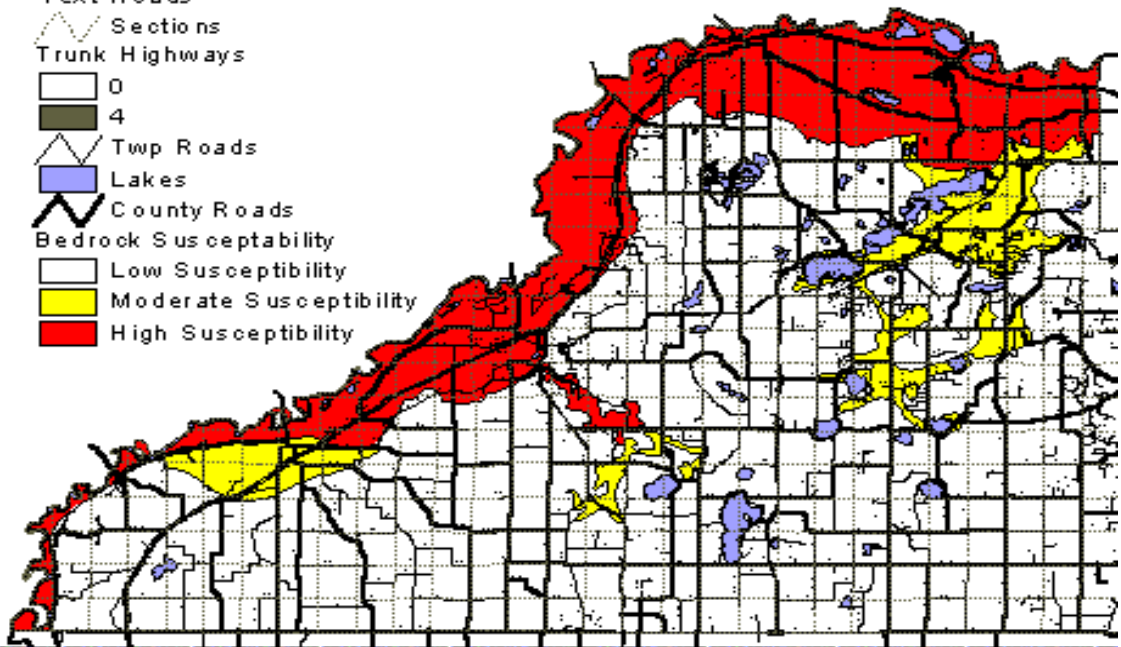 Sections
Trunk Highways
0
4
Twp Roads
Lakes
County Roads
Bedrock Susceptability
Low Susceptibility
Moderate Susceptibility
High Susceptibility